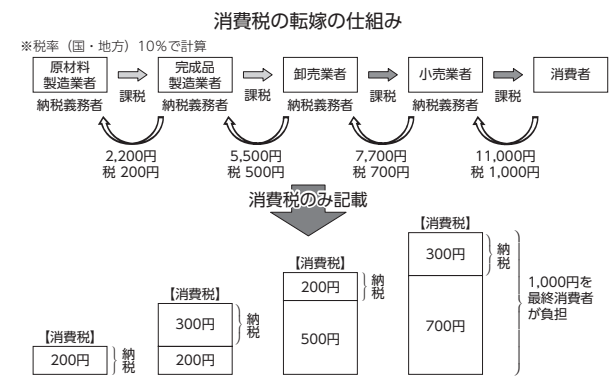 消費税の転嫁の仕組み
※税率（国・地方）10％で計算
原材料
製造業者
完成品
製造業者
卸売業者
小売業者
消費者
課税
課税
課税
課税
納税義務者
納税義務者
納税義務者
納税義務者
2,200円
税 200円
5,500円
税 500円
7,700円
税 700円
11,000円
税 1,000円
消費税のみ記載
【消費税】
200円
納税
【消費税】
300円
納税
200円
【消費税】
200円
納税
500円
【消費税】
300円
納税
700円
1,000円を
最終消費者
が負担